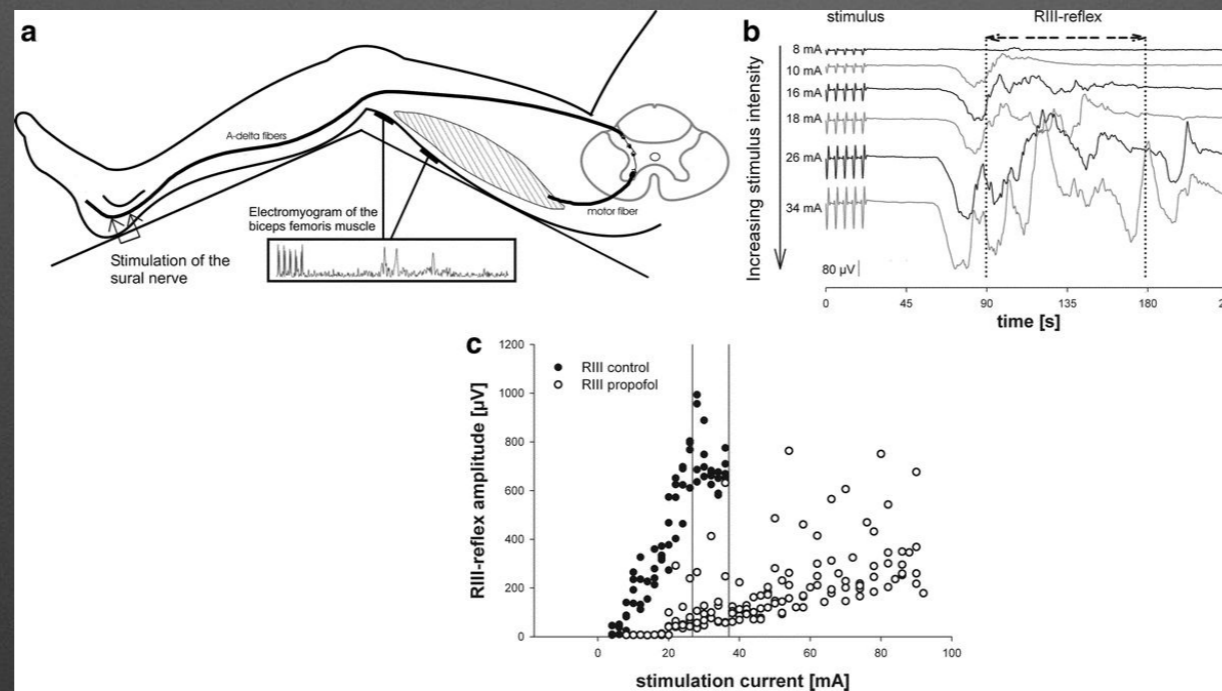 a
A-delta fibers
motor fiber
Electromyogram of the
biceps femoris muscle
Stimulation of the
sural nerve
b
stimulus
RIII-reflex
Increasing stimulus intensity
8 mA
10 mA
16 mA
18 mA
26 mA
34 mA
80 µV
0 45 90 135 180 2
time [s]
c
RIII-reflex amplitude [µV]
1200
1000
800
600
400
200
0
RIII control
RIII propofol
0 20 40 60 80 100
stimulation current [mA]